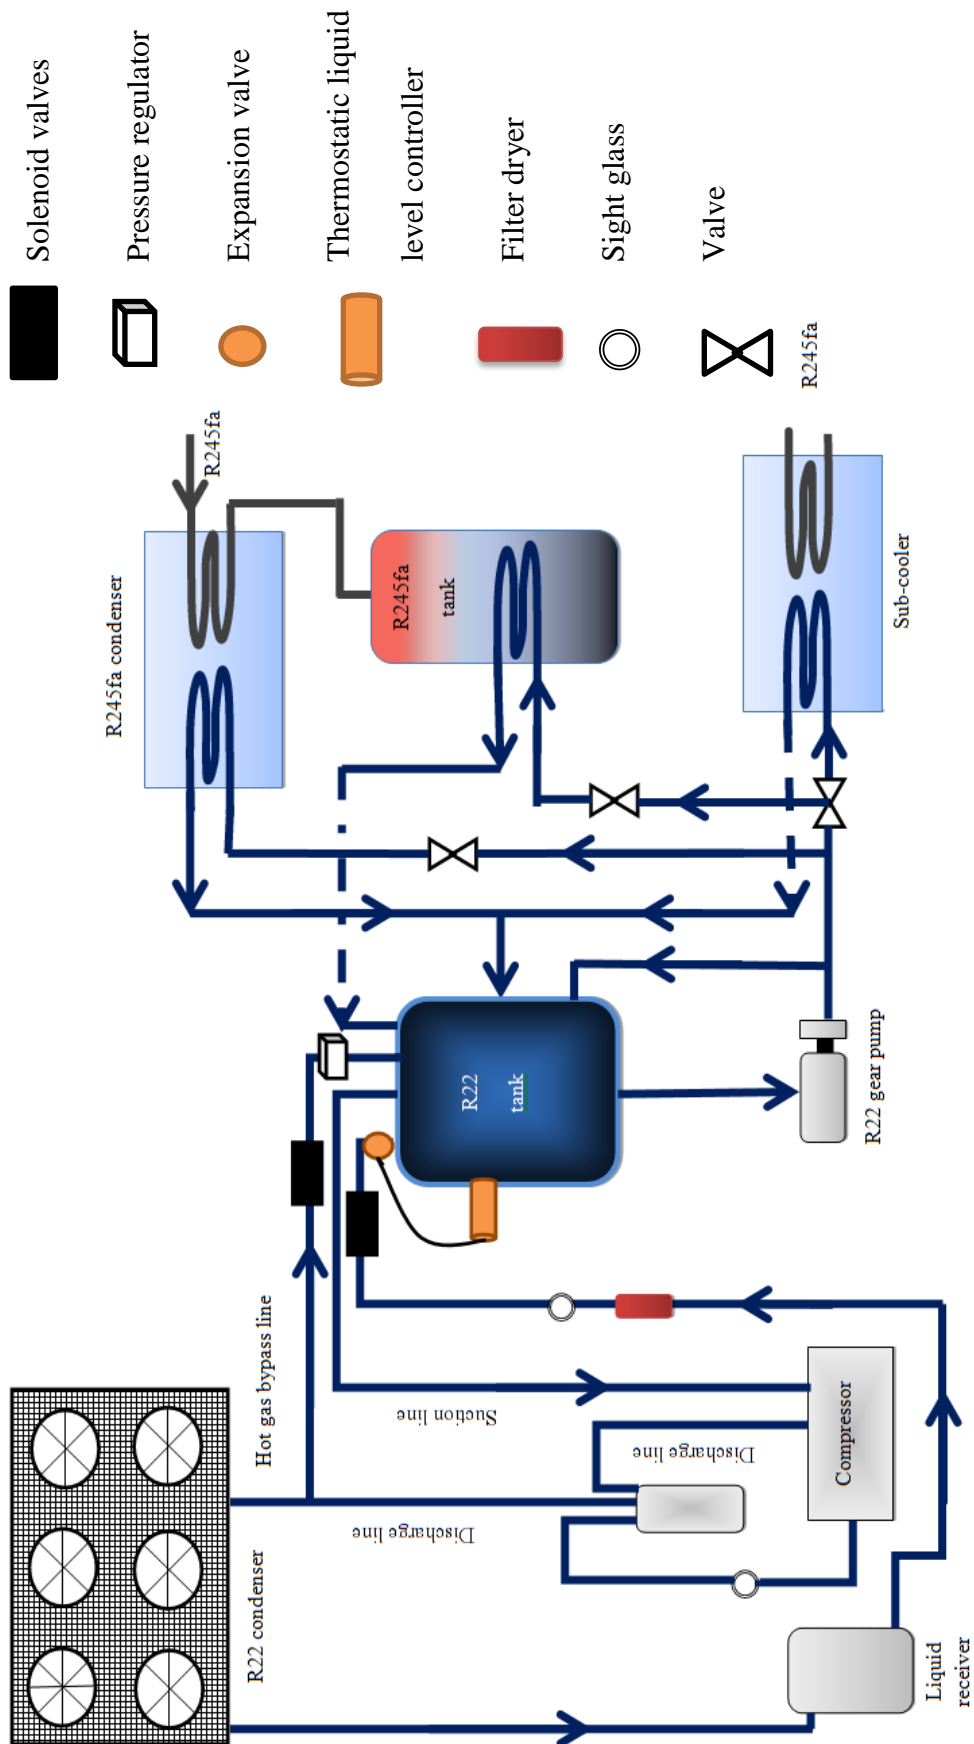 Solenoid valves
Pressure regulator
Expansion valve
Thermostatic liquid
level controller
Filter dryer
Sight glass
Valve
R245fa
R245fa
R245fa condenser
R245fa
tank
Sub-cooler
R22
tank
R22 gear pump
Hot gas bypass line
Suction line
Discharge line
Discharge line
Compressor
R22 condenser
Liquid
receiver